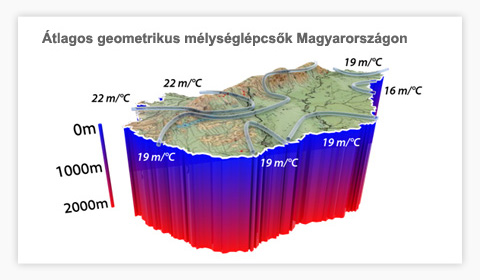 Átlagos geometrikus mélységlépcsők Magyarországon
19 m/°C
22 m/°C
16 m/°C
22 m/°C
0m
19 m/°C
19 m/°C
19 m/°C
1000m
2000m